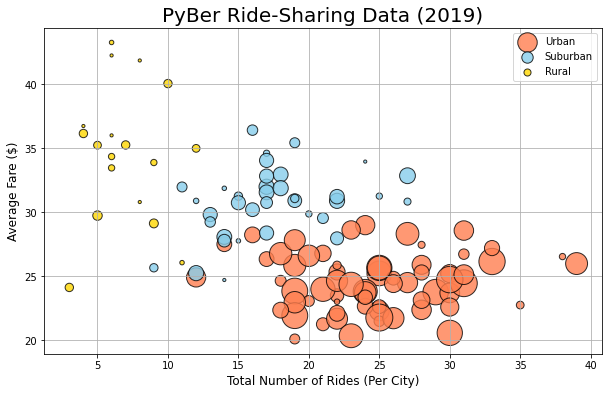 PyBer Ride-Sharing Data (2019)
Urban
Suburban
Rural
Average Fare ($)
40
35
30
25
20
5 10 15 20 25 30 35 40
Total Number of Rides (Per City)